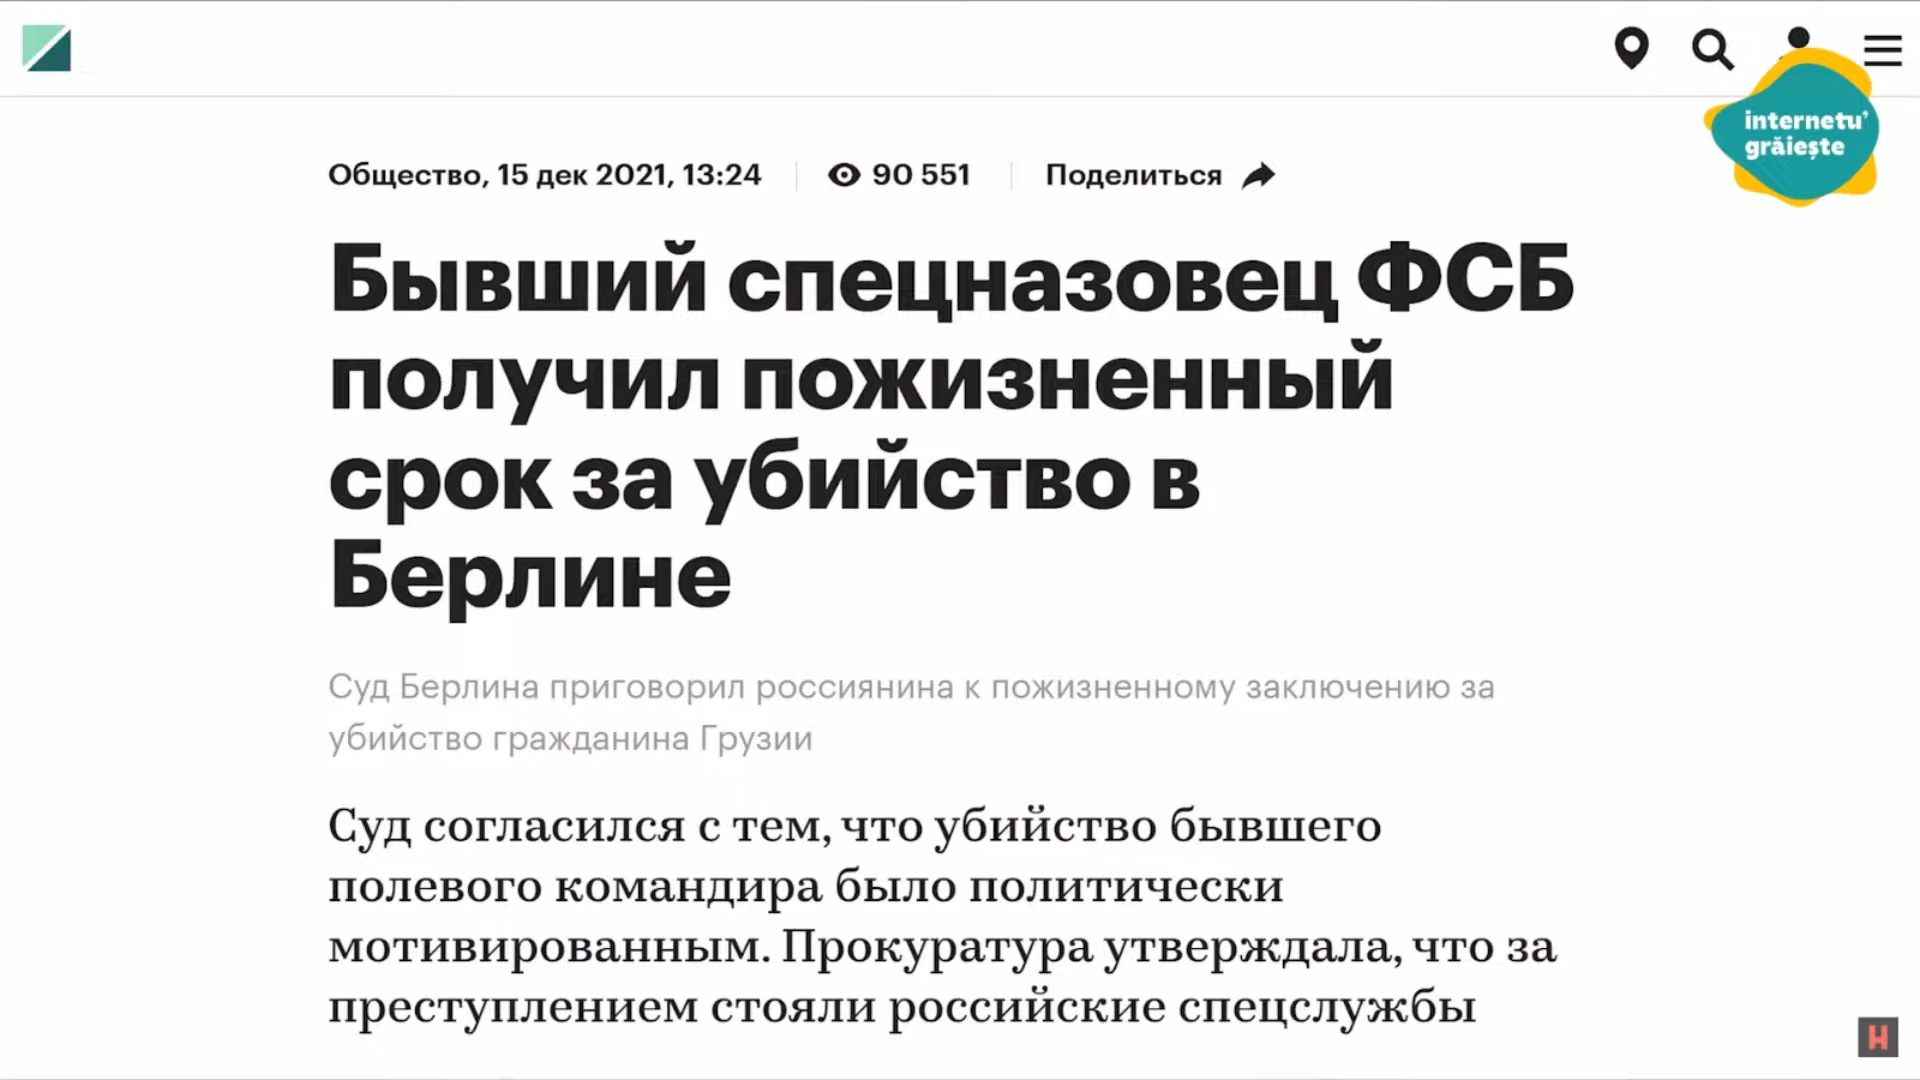 internetu'
grăiește
Общество, 15 дек 2021, 13:24 90 551 Поделиться
Бывший спецназовец ФСБ
получил пожизненный
срок за убийство в
Берлине
Суд Берлина приговорил россиянина к пожизненному заключению за
убийство гражданина Грузии
Суд согласился с тем, что убийство бывшего
полевого командира было политически
мотивированным. Прокуратура утверждала, что за
преступлением стояли российские спецслужбы
Н